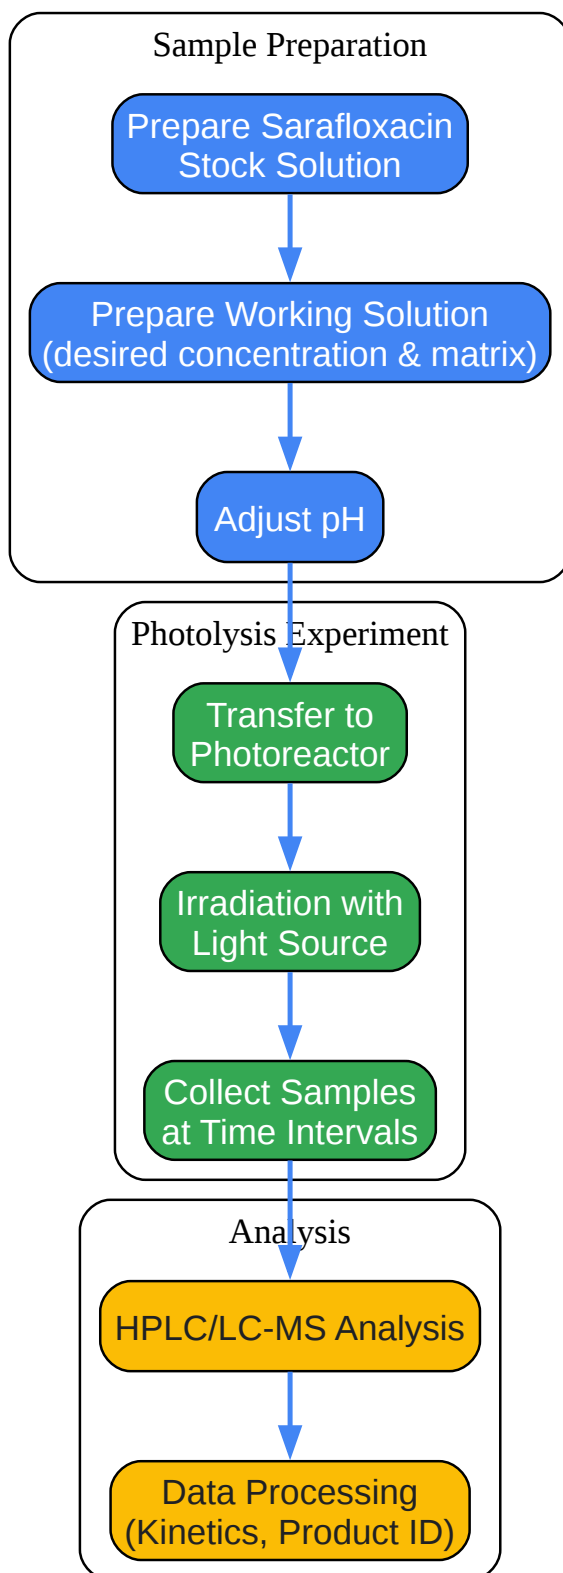 Sample Preparation
Prepare Sarafloxacin
Stock Solution
Prepare Working Solution
(desired concentration & matrix)
Adjust pH
Photolysis Experiment
Transfer to
Photoreactor
Irradiation with
Light Source
Collect Samples
at Time Intervals
Analysis
HPLC/LC-MS Analysis
Data Processing
(Kinetics, Product ID)